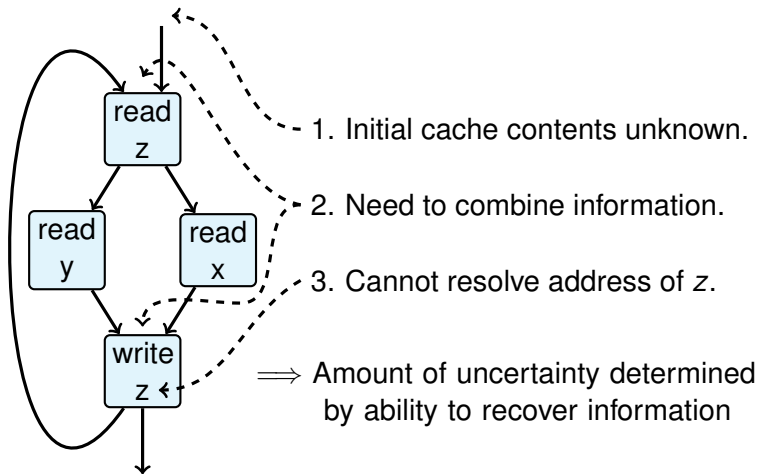 read
z
1. Initial cache contents unknown.
2. Need to combine information.
read
y
read
x
3. Cannot resolve address of z.
write
z
⟹ Amount of uncertainty determined
by ability to recover information